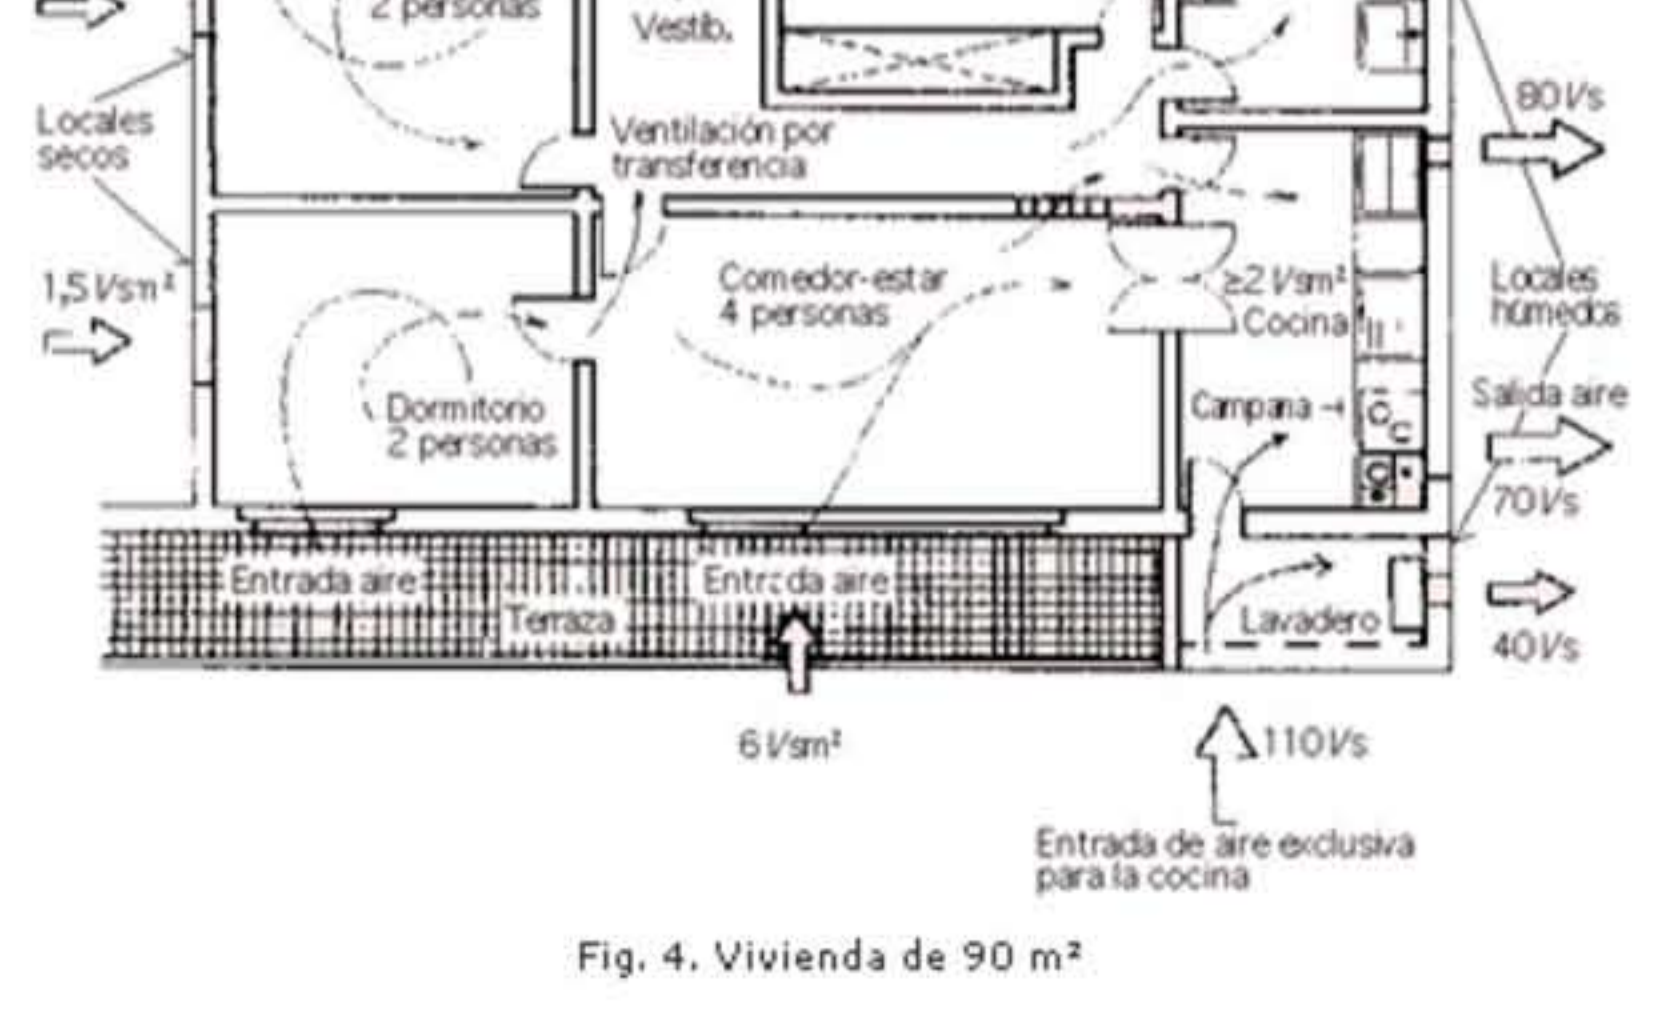 2 personas
Vestib.
80 l/s
Locales
secos
Ventilación por
transferencia
1,5 l/sm²
Comedor-estar
4 personas
≥2 l/sm²
Cocina
Locales
húmedos
Dormitorio
2 personas
Campana
Salida aire
70 l/s
Entrada aire
Entrada aire
Terraza
Lavadero
40 l/s
6 l/sm²
110 l/s
Entrada de aire exclusiva
para la cocina
Fig. 4. Vivienda de 90 m²